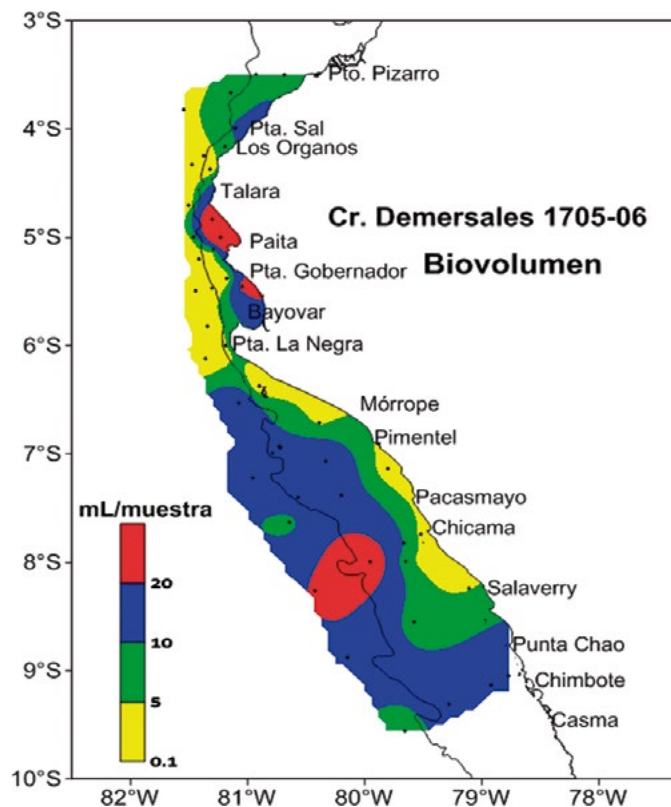 3°S
Pto. Pizarro
4°S
Pta. Sal
Los Organos
Talara
Cr. Demersales 1705-06
5°S
Paita
Biovolumen
Pta. Gobernador
Bayovar
6°S
Pta. La Negra
Mórrope
7°S
Pimentel
mL/muestra
Pacasmayo
Chicama
8°S
20
Salaverry
10
Punta Chao
9°S
Chimbote
5
Casma
0.1
10°S
82°W 81°W 80°W 79°W 78°W